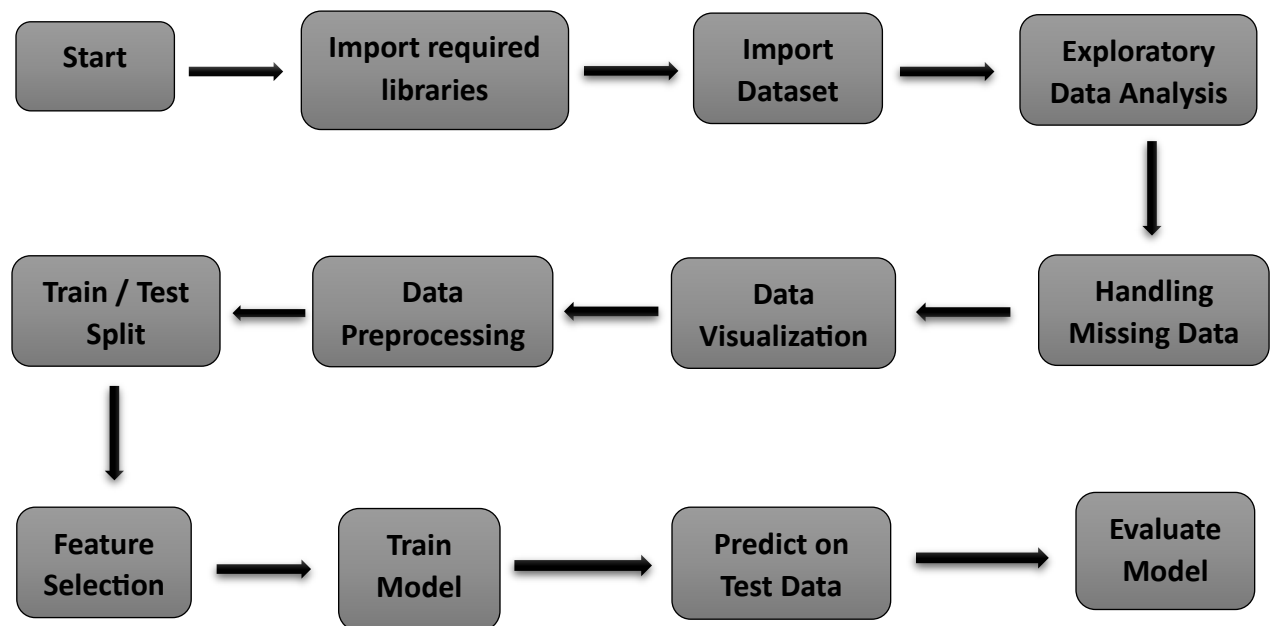 Start
Import required
libraries
Import
Dataset
Exploratory
Data Analysis
Handling
Missing Data
Data
Visualization
Data
Preprocessing
Train / Test
Split
Feature
Selection
Train
Model
Predict on
Test Data
Evaluate
Model